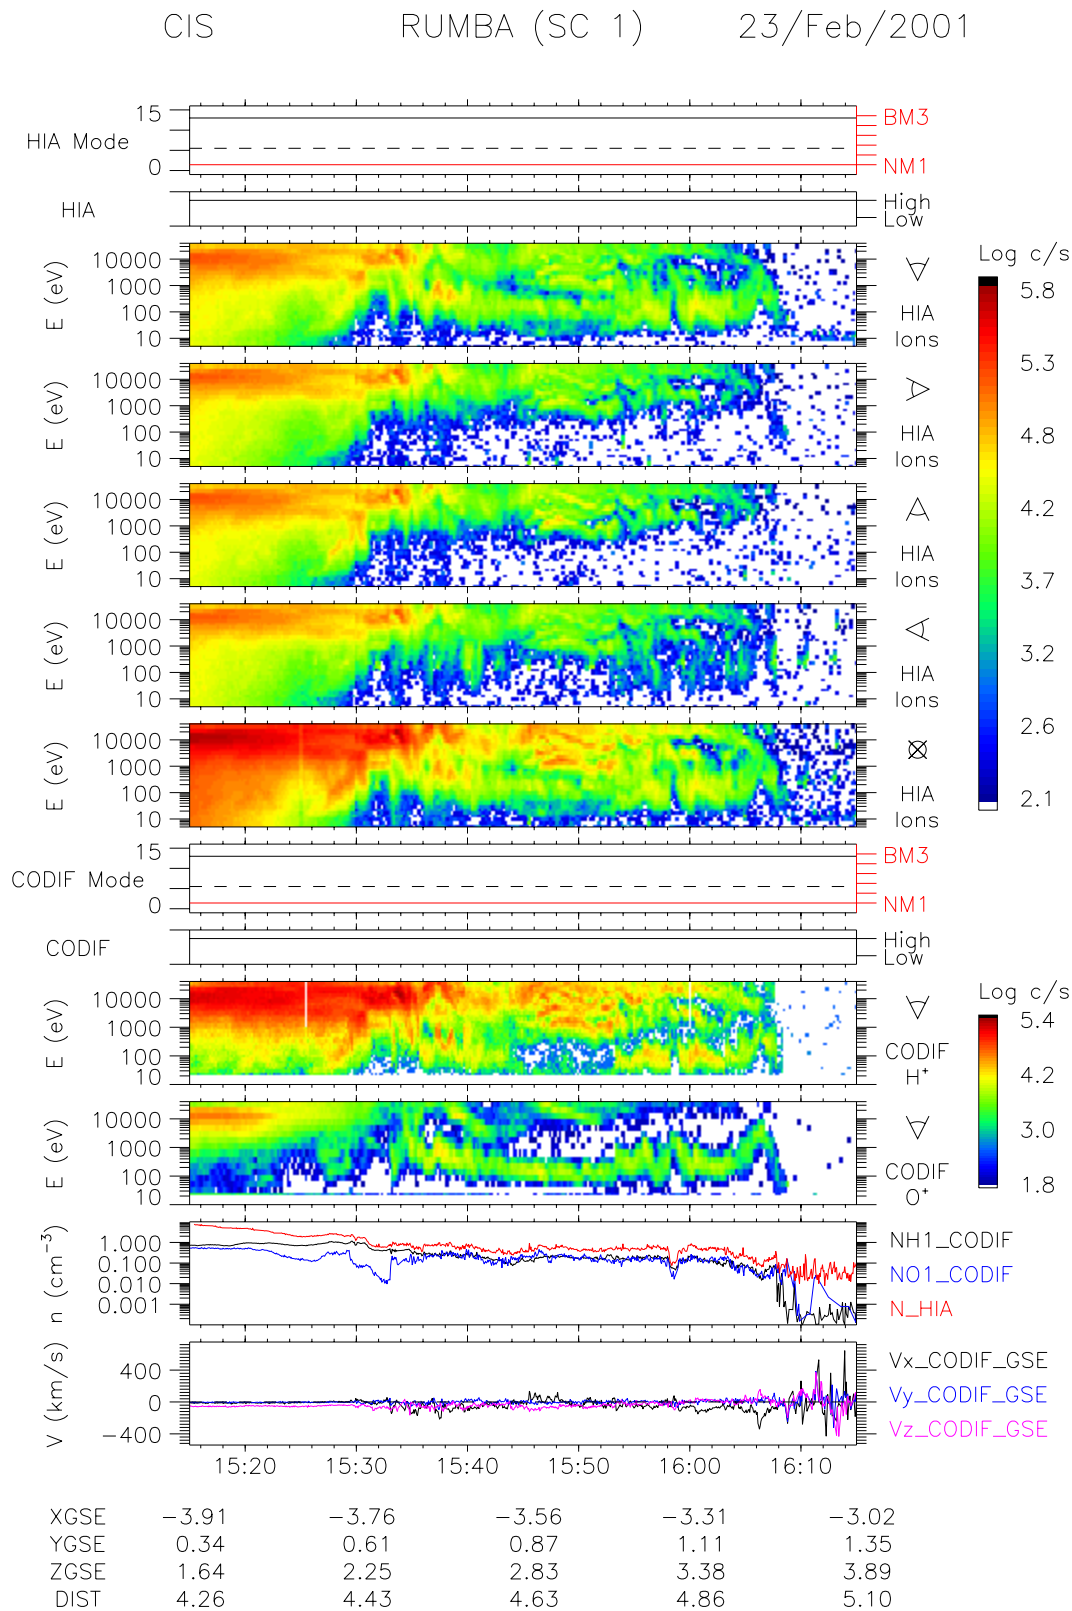 CIS RUMBA (SC 1) 23/Feb/2001
HIA Mode 15 0 BM3 NM1
HIA High Low
E (eV) 10000 1000 100 10 HIA Ions
E (eV) 10000 1000 100 10 HIA Ions
E (eV) 10000 1000 100 10 HIA Ions
E (eV) 10000 1000 100 10 HIA Ions
E (eV) 10000 1000 100 10 HIA Ions
Log c/s
5.8
5.3
4.8
4.2
3.7
3.2
2.6
2.1
CODIF Mode 15 0 BM3 NM1
CODIF High Low
E (eV) 10000 1000 100 10 CODIF H⁺
E (eV) 10000 1000 100 10 CODIF O⁺
Log c/s
5.4
4.2
3.0
1.8
n (cm⁻³) 1.000 0.100 0.010 0.001
NH1_CODIF
NO1_CODIF
N_HIA
V (km/s) 400 0 −400
Vx_CODIF_GSE
Vy_CODIF_GSE
Vz_CODIF_GSE
15:20 15:30 15:40 15:50 16:00 16:10
XGSE −3.91 −3.76 −3.56 −3.31 −3.02
YGSE 0.34 0.61 0.87 1.11 1.35
ZGSE 1.64 2.25 2.83 3.38 3.89
DIST 4.26 4.43 4.63 4.86 5.10